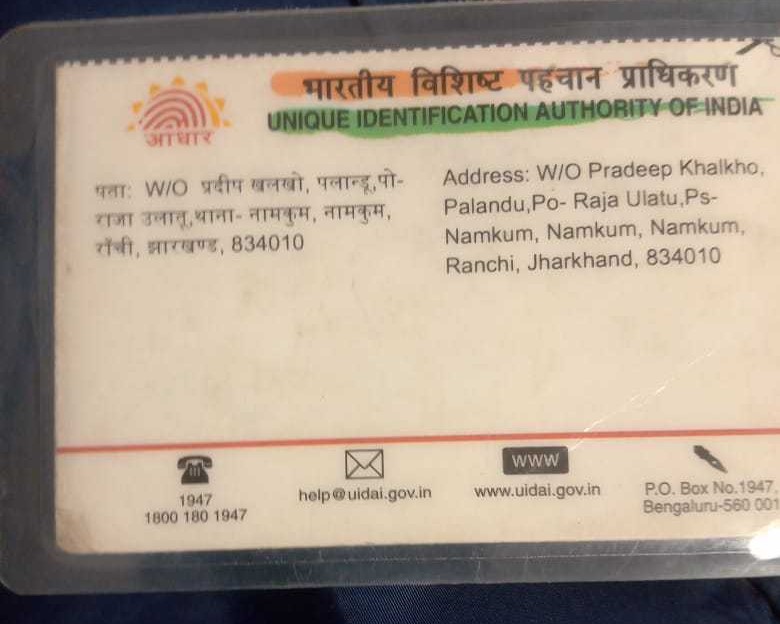 भारतीय विशिष्ट पहचान प्राधिकरण
UNIQUE IDENTIFICATION AUTHORITY OF INDIA
आधार
पता: W/O प्रदीप खलखो, पलान्डू,पो-
राजा उलातू,थाना- नामकुम, नामकुम,
राँची, झारखण्ड, 834010
Address: W/O Pradeep Khalkho,
Palandu,Po- Raja Ulatu,Ps-
Namkum, Namkum, Namkum,
Ranchi, Jharkhand, 834010
1947
1800 180 1947
help@uidai.gov.in
WWW
www.uidai.gov.in
P.O. Box No.1947,
Bengaluru-560 001